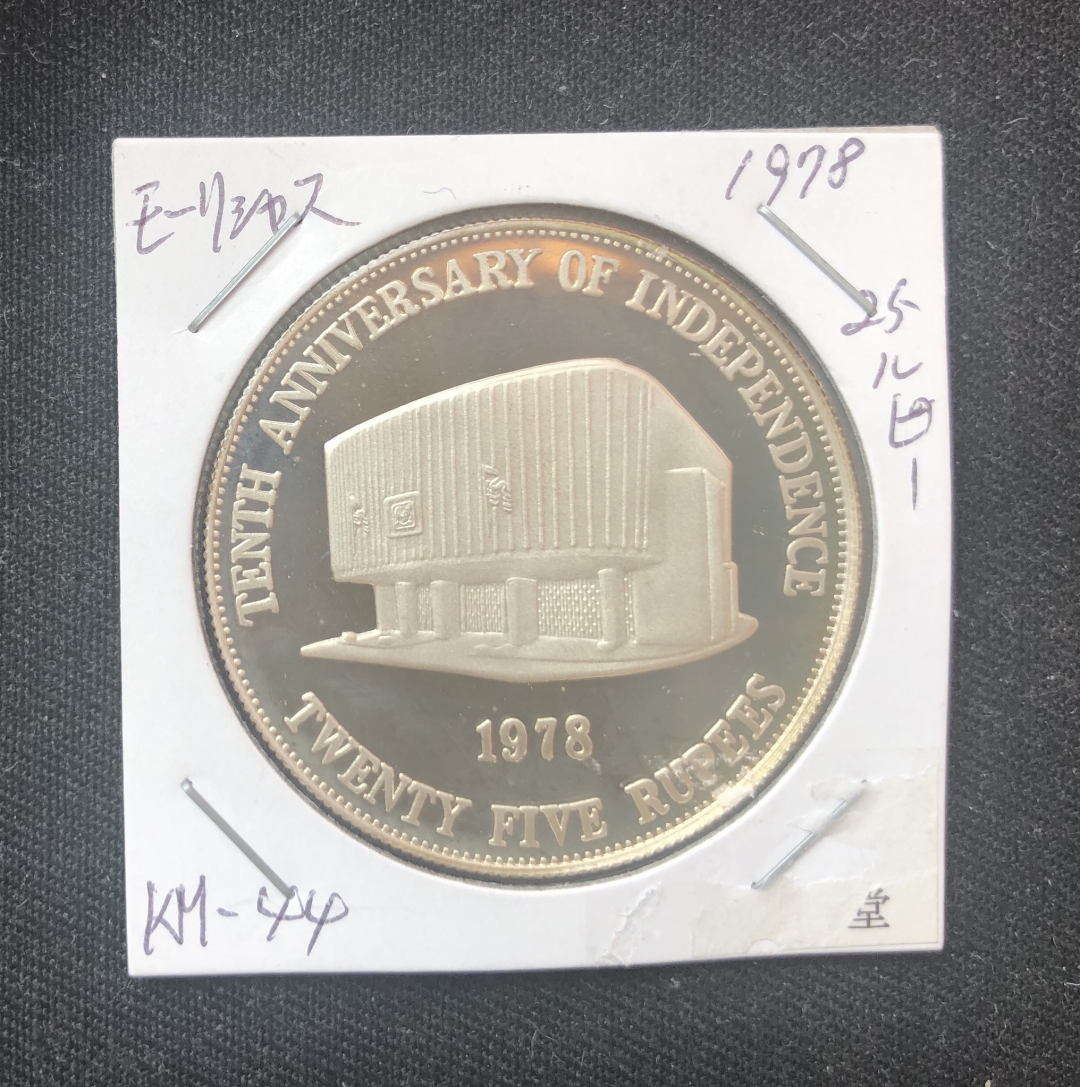 モーリシャス
1978
25
ルピー
TENTH ANNIVERSARY OF INDEPENDENCE
1978
TWENTY FIVE RUPEES
KM-44
堂